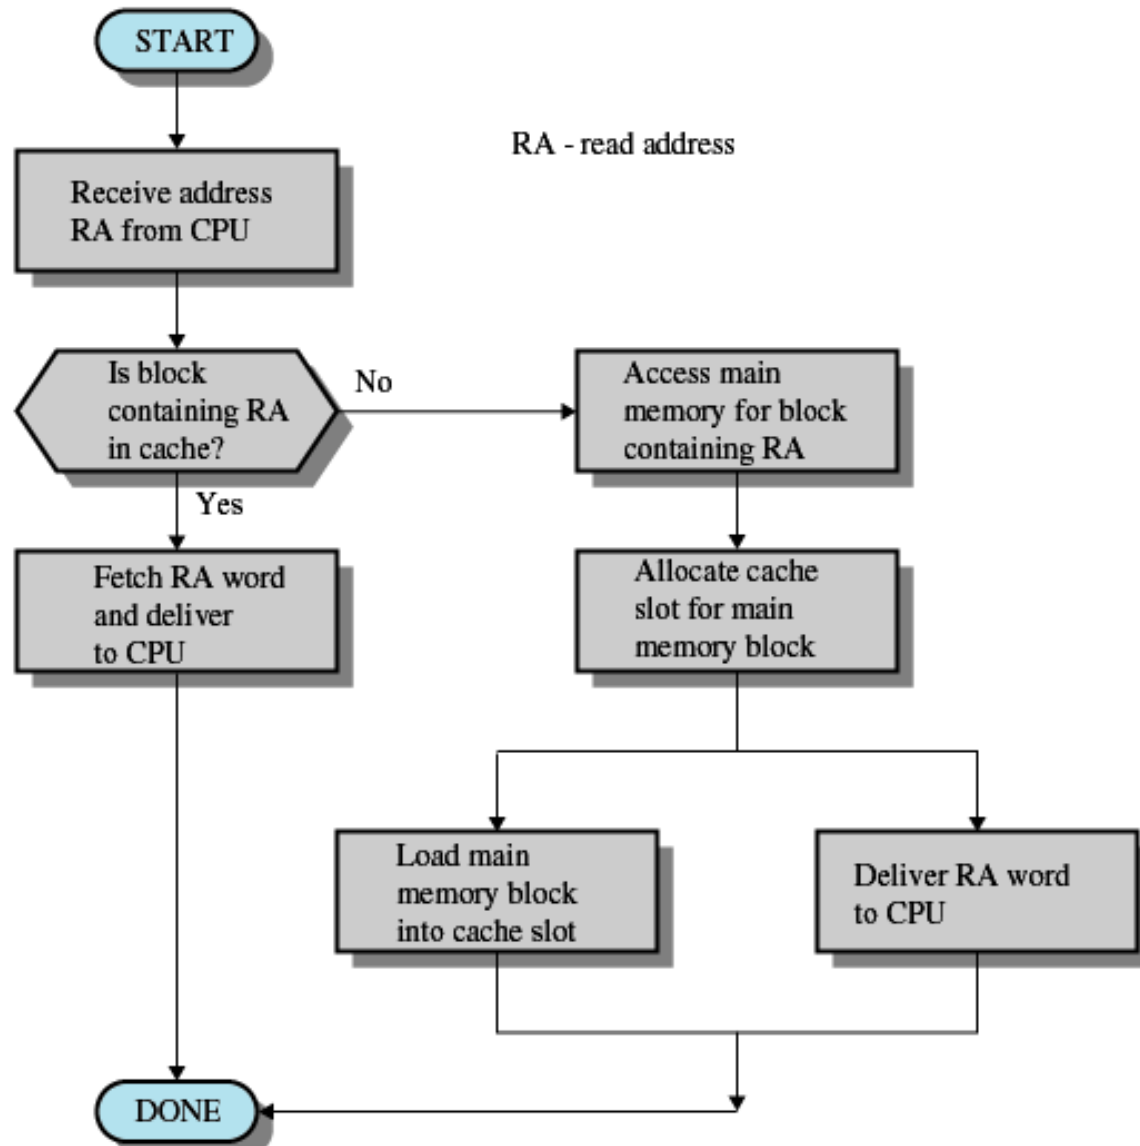 START
RA - read address
Receive address
RA from CPU
Is block
containing RA
in cache?
No
Access main
memory for block
containing RA
Yes
Fetch RA word
and deliver
to CPU
Allocate cache
slot for main
memory block
Load main
memory block
into cache slot
Deliver RA word
to CPU
DONE